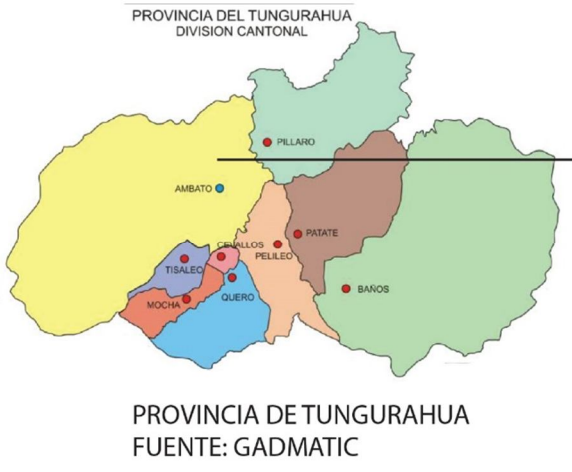 PROVINCIA DEL TUNGURAHUA
DIVISION CANTONAL
PILLARO
AMBATO
PATATE
CEVALLOS
PELILEO
TISALEO
BAÑOS
QUERO
MOCHA
PROVINCIA DE TUNGURAHUA
FUENTE: GADMATIC